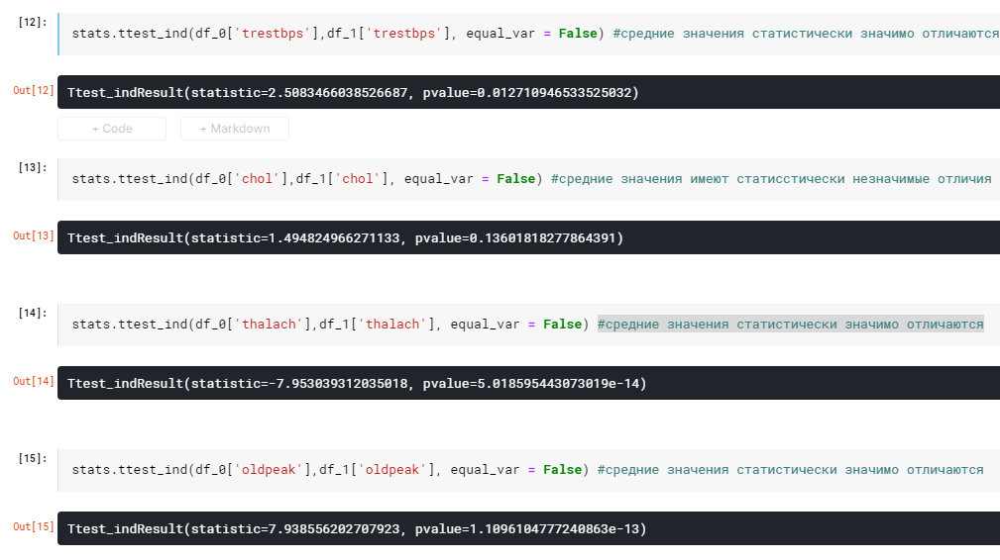 [12]:
stats.ttest_ind(df_0['trestbps'],df_1['trestbps'], equal_var = False) #средние значения статистически значимо отличаются
Out[12]
Ttest_indResult(statistic=2.5083466038526687, pvalue=0.012710946533525032)
+ Code + Markdown
[13]:
stats.ttest_ind(df_0['chol'],df_1['chol'], equal_var = False) #средние значения имеют статисстически незначимые отличия
Out[13]
Ttest_indResult(statistic=1.494824966271133, pvalue=0.13601818277864391)
[14]:
stats.ttest_ind(df_0['thalach'],df_1['thalach'], equal_var = False) #средние значения статистически значимо отличаются
Out[14]
Ttest_indResult(statistic=-7.953039312035018, pvalue=5.018595443073019e-14)
[15]:
stats.ttest_ind(df_0['oldpeak'],df_1['oldpeak'], equal_var = False) #средние значения статистически значимо отличаются
Out[15]
Ttest_indResult(statistic=7.938556202707923, pvalue=1.1096104777240863e-13)